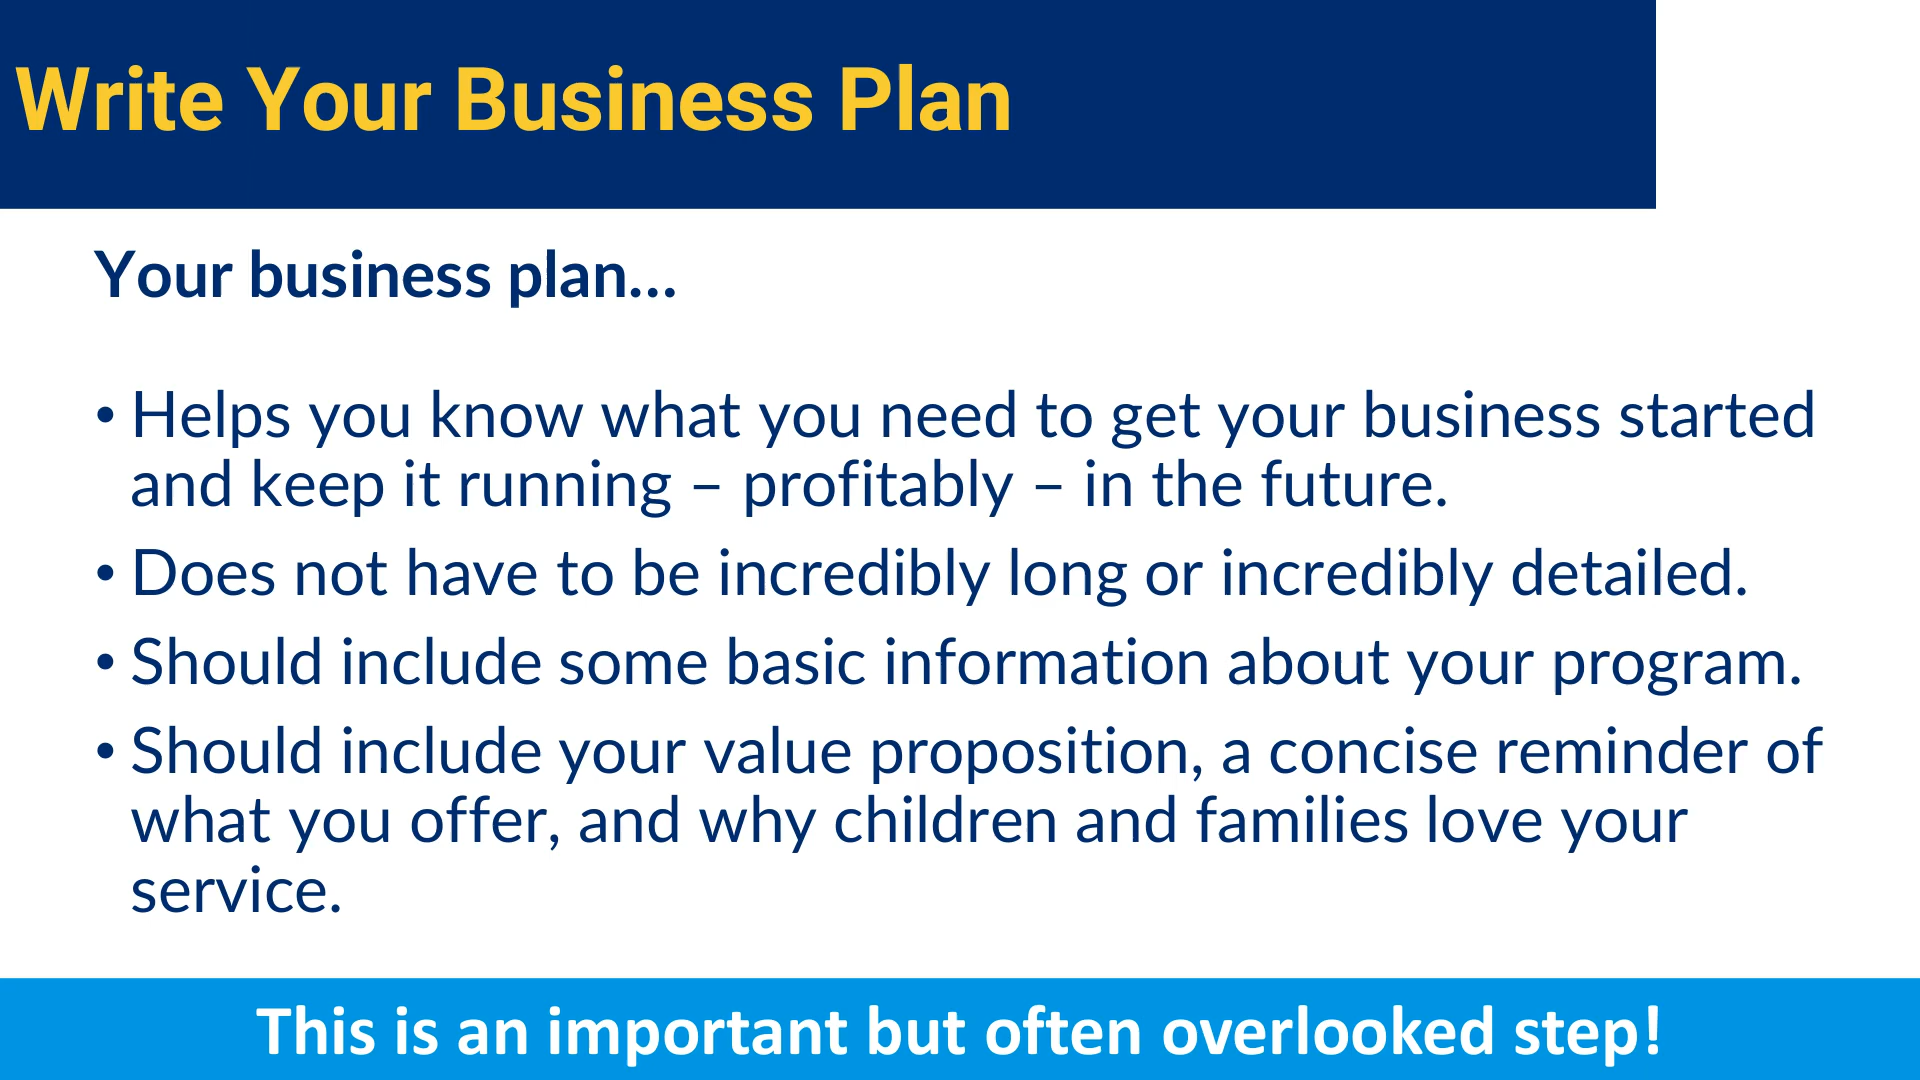 Write Your Business Plan
Your business plan...
• Helps you know what you need to get your business started
and keep it running – profitably – in the future.
• Does not have to be incredibly long or incredibly detailed.
• Should include some basic information about your program.
• Should include your value proposition, a concise reminder of
what you offer, and why children and families love your
service.
This is an important but often overlooked step!